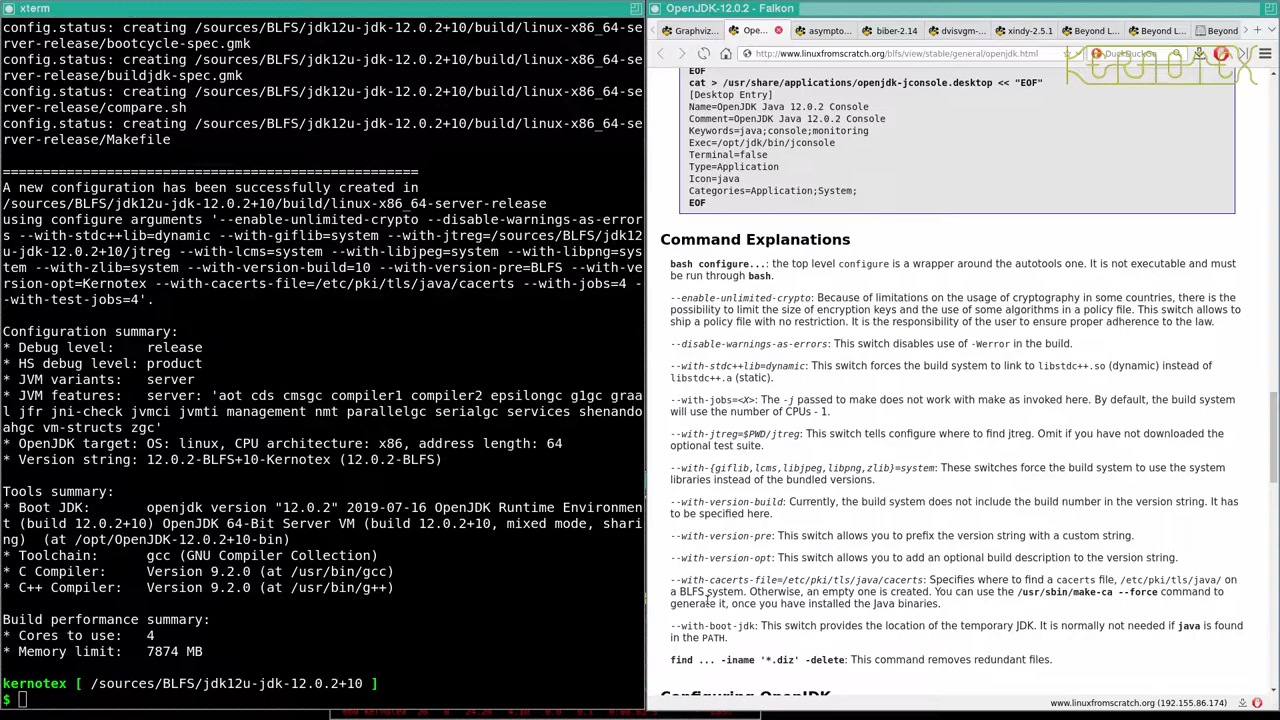 xterm
config.status: creating /sources/BLFS/jdk12u-jdk-12.0.2+10/build/linux-x86_64-se
rver-release/bootcycle-spec.gmk
config.status: creating /sources/BLFS/jdk12u-jdk-12.0.2+10/build/linux-x86_64-se
rver-release/buildjdk-spec.gmk
config.status: creating /sources/BLFS/jdk12u-jdk-12.0.2+10/build/linux-x86_64-se
rver-release/compare.sh
config.status: creating /sources/BLFS/jdk12u-jdk-12.0.2+10/build/linux-x86_64-se
rver-release/Makefile
====================================================
A new configuration has been successfully created in
/sources/BLFS/jdk12u-jdk-12.0.2+10/build/linux-x86_64-server-release
using configure arguments '--enable-unlimited-crypto --disable-warnings-as-error
s --with-stdc++lib=dynamic --with-giflib=system --with-jtreg=/sources/BLFS/jdk12
u-jdk-12.0.2+10/jtreg --with-lcms=system --with-libjpeg=system --with-libpng=sys
tem --with-zlib=system --with-version-build=10 --with-version-pre=BLFS --with-ve
rsion-opt=Kernotex --with-cacerts-file=/etc/pki/tls/java/cacerts --with-jobs=4 -
-with-test-jobs=4'.
Configuration summary:
* Debug level:    release
* HS debug level: product
* JVM variants:   server
* JVM features:   server: 'aot cds cmsgc compiler1 compiler2 epsilongc g1gc graa
l jfr jni-check jvmci jvmti management nmt parallelgc serialgc services shenando
ahgc vm-structs zgc'
* OpenJDK target: OS: linux, CPU architecture: x86, address length: 64
* Version string: 12.0.2-BLFS+10-Kernotex (12.0.2-BLFS)
Tools summary:
* Boot JDK:       openjdk version "12.0.2" 2019-07-16 OpenJDK Runtime Environmen
t (build 12.0.2+10) OpenJDK 64-Bit Server VM (build 12.0.2+10, mixed mode, shari
ng)  (at /opt/OpenJDK-12.0.2+10-bin)
* Toolchain:      gcc (GNU Compiler Collection)
* C Compiler:     Version 9.2.0 (at /usr/bin/gcc)
* C++ Compiler:   Version 9.2.0 (at /usr/bin/g++)
Build performance summary:
* Cores to use:   4
* Memory limit:   7874 MB
kernotex [ /sources/BLFS/jdk12u-jdk-12.0.2+10 ]
$
OpenJDK-12.0.2 - Falkon
Graphviz... Ope... asympto... biber-2.14 dvisvgm-... xindy-2.5.1 Beyond L... Beyond L... Beyond
http://www.linuxfromscratch.org/blfs/view/stable/general/openjdk.html DuckDuckGo
KERNOTEX
EOF
cat > /usr/share/applications/openjdk-jconsole.desktop << "EOF"
[Desktop Entry]
Name=OpenJDK Java 12.0.2 Console
Comment=OpenJDK Java 12.0.2 Console
Keywords=java;console;monitoring
Exec=/opt/jdk/bin/jconsole
Terminal=false
Type=Application
Icon=java
Categories=Application;System;
EOF
Command Explanations
bash configure...: the top level configure is a wrapper around the autotools one. It is not executable and must
be run through bash.
--enable-unlimited-crypto: Because of limitations on the usage of cryptography in some countries, there is the
possibility to limit the size of encryption keys and the use of some algorithms in a policy file. This switch allows to
ship a policy file with no restriction. It is the responsibility of the user to ensure proper adherence to the law.
--disable-warnings-as-errors: This switch disables use of -Werror in the build.
--with-stdc++lib=dynamic: This switch forces the build system to link to libstdc++.so (dynamic) instead of
libstdc++.a (static).
--with-jobs=<X>: The -j passed to make does not work with make as invoked here. By default, the build system
will use the number of CPUs - 1.
--with-jtreg=$PWD/jtreg: This switch tells configure where to find jtreg. Omit if you have not downloaded the
optional test suite.
--with-{giflib,lcms,libjpeg,libpng,zlib}=system: These switches force the build system to use the system
libraries instead of the bundled versions.
--with-version-build: Currently, the build system does not include the build number in the version string. It has
to be specified here.
--with-version-pre: This switch allows you to prefix the version string with a custom string.
--with-version-opt: This switch allows you to add an optional build description to the version string.
--with-cacerts-file=/etc/pki/tls/java/cacerts: Specifies where to find a cacerts file, /etc/pki/tls/java/ on
a BLFS system. Otherwise, an empty one is created. You can use the /usr/sbin/make-ca --force command to
generate it, once you have installed the Java binaries.
--with-boot-jdk: This switch provides the location of the temporary JDK. It is normally not needed if java is found
in the PATH.
find ... -iname '*.diz' -delete: This command removes redundant files.
Configuring OpenJDK
www.linuxfromscratch.org (192.155.86.174)